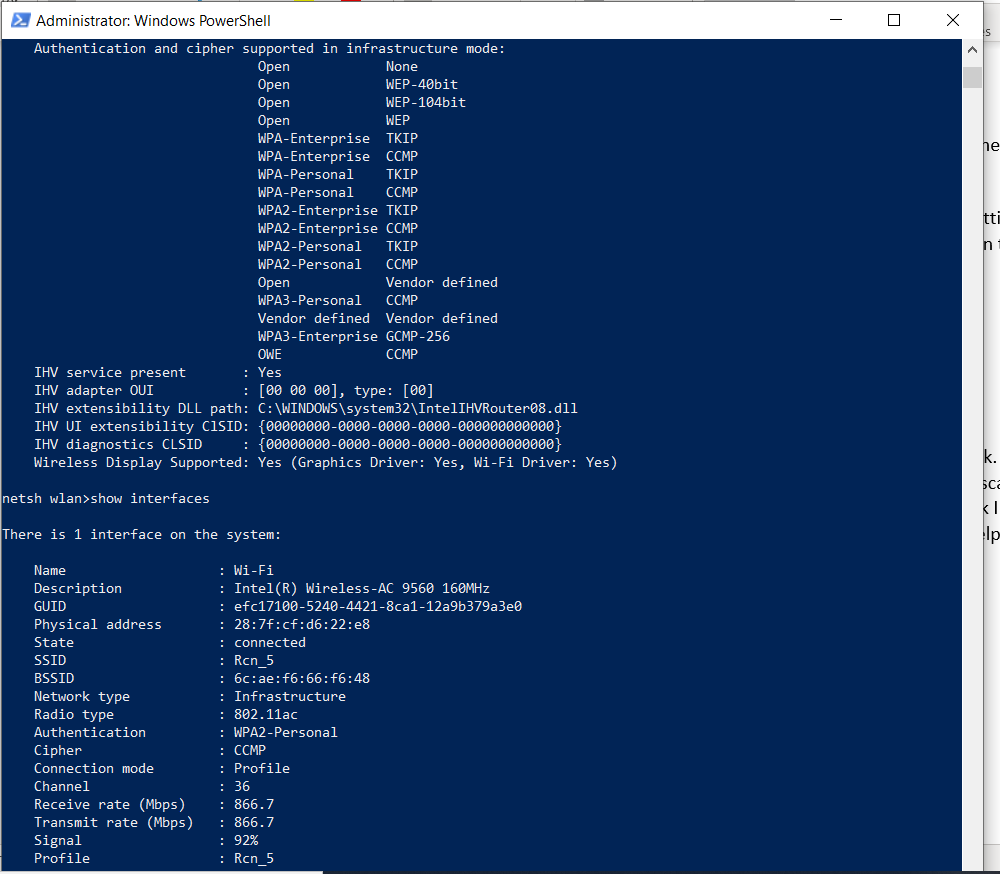 Administrator: Windows PowerShell
Authentication and cipher supported in infrastructure mode:
Open None
Open WEP-40bit
Open WEP-104bit
Open WEP
WPA-Enterprise TKIP
WPA-Enterprise CCMP
WPA-Personal TKIP
WPA-Personal CCMP
WPA2-Enterprise TKIP
WPA2-Enterprise CCMP
WPA2-Personal TKIP
WPA2-Personal CCMP
Open Vendor defined
WPA3-Personal CCMP
Vendor defined Vendor defined
WPA3-Enterprise GCMP-256
OWE CCMP
IHV service present : Yes
IHV adapter OUI : [00 00 00], type: [00]
IHV extensibility DLL path: C:\WINDOWS\system32\IntelIHVRouter08.dll
IHV UI extensibility ClSID: {00000000-0000-0000-0000-000000000000}
IHV diagnostics CLSID : {00000000-0000-0000-0000-000000000000}
Wireless Display Supported: Yes (Graphics Driver: Yes, Wi-Fi Driver: Yes)
netsh wlan>show interfaces
There is 1 interface on the system:
Name : Wi-Fi
Description : Intel(R) Wireless-AC 9560 160MHz
GUID : efc17100-5240-4421-8ca1-12a9b379a3e0
Physical address : 28:7f:cf:d6:22:e8
State : connected
SSID : Rcn_5
BSSID : 6c:ae:f6:66:f6:48
Network type : Infrastructure
Radio type : 802.11ac
Authentication : WPA2-Personal
Cipher : CCMP
Connection mode : Profile
Channel : 36
Receive rate (Mbps) : 866.7
Transmit rate (Mbps) : 866.7
Signal : 92%
Profile : Rcn_5